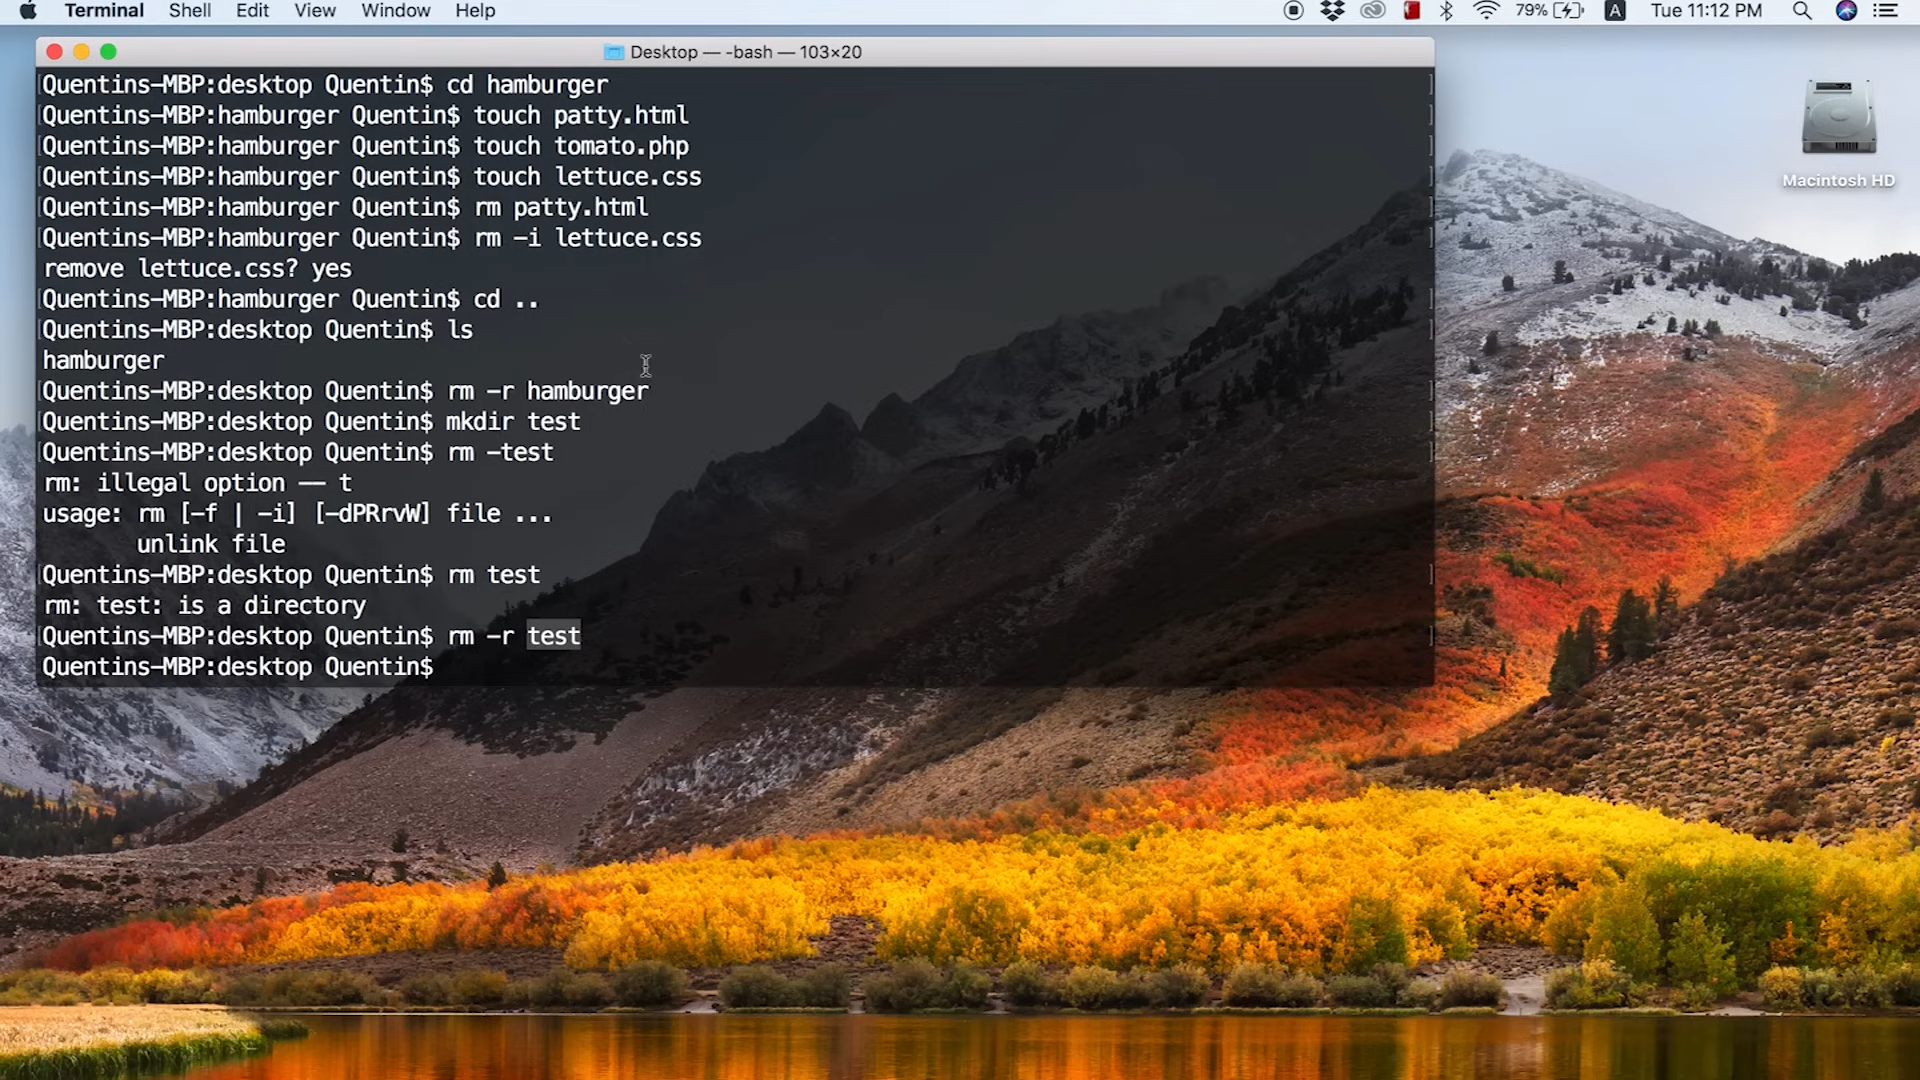 Terminal Shell Edit View Window Help 79% A Tue 11:12 PM
Desktop — -bash — 103×20
Quentins-MBP:desktop Quentin$ cd hamburger
Quentins-MBP:hamburger Quentin$ touch patty.html
Quentins-MBP:hamburger Quentin$ touch tomato.php
Quentins-MBP:hamburger Quentin$ touch lettuce.css
Quentins-MBP:hamburger Quentin$ rm patty.html
Quentins-MBP:hamburger Quentin$ rm -i lettuce.css
remove lettuce.css? yes
Quentins-MBP:hamburger Quentin$ cd ..
Quentins-MBP:desktop Quentin$ ls
hamburger
Quentins-MBP:desktop Quentin$ rm -r hamburger
Quentins-MBP:desktop Quentin$ mkdir test
Quentins-MBP:desktop Quentin$ rm -test
rm: illegal option -- t
usage: rm [-f | -i] [-dPRrvW] file ...
unlink file
Quentins-MBP:desktop Quentin$ rm test
rm: test: is a directory
Quentins-MBP:desktop Quentin$ rm -r test
Quentins-MBP:desktop Quentin$
Macintosh HD